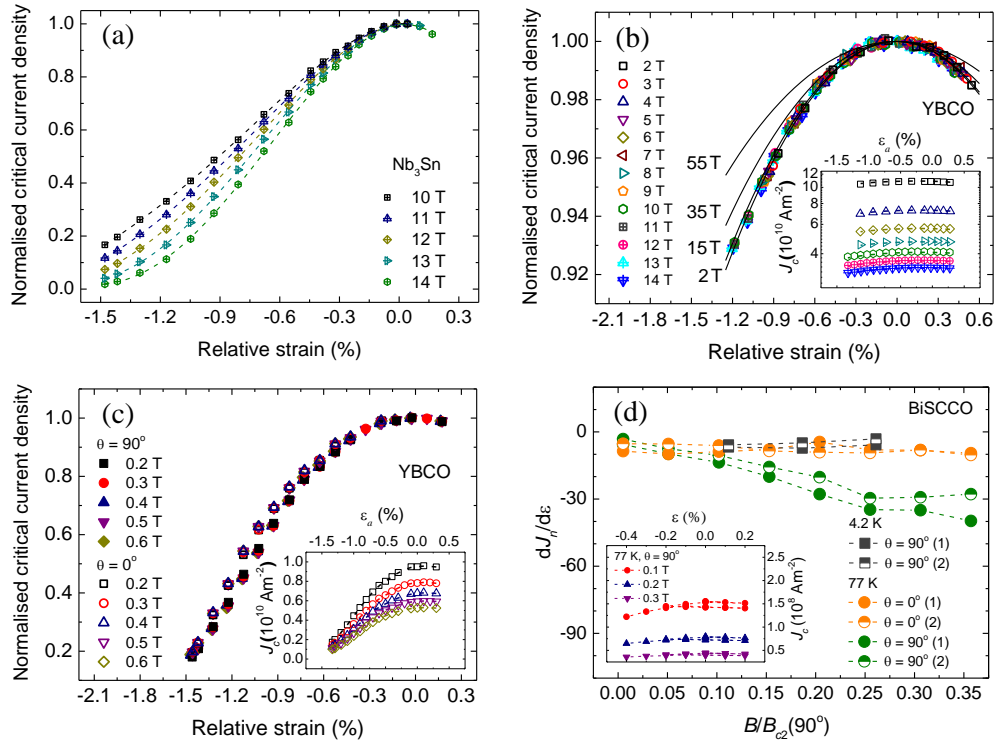 (a)
Normalised critical current density
1.0
0.8
0.6
0.4
0.2
0.0
Nb3Sn
10 T
11 T
12 T
13 T
14 T
-1.5 -1.2 -0.9 -0.6 -0.3 0.0 0.3
Relative strain (%)
(b)
Normalised critical current density
1.00
0.98
0.96
0.94
0.92
2 T
3 T
4 T
5 T
6 T
7 T
8 T
9 T
10 T
11 T
12 T
13 T
14 T
YBCO
55T
35T
15T
2T
εa (%)
-1.5 -1.0 -0.5 0.0 0.5
Jc (10^10 Am-2)
10
8
6
4
-2.1 -1.8 -1.5 -1.2 -0.9 -0.6 -0.3 0.0 0.3 0.6
Relative strain (%)
(c)
Normalised critical current density
1.0
0.8
0.6
0.4
0.2
θ = 90°
0.2 T
0.3 T
0.4 T
0.5 T
0.6 T
θ = 0°
0.2 T
0.3 T
0.4 T
0.5 T
0.6 T
YBCO
εa (%)
-1.5 -1.0 -0.5 0.0 0.5
Jc (10^10 Am-2)
1.0
0.8
0.6
0.4
0.2
0.0
-2.1 -1.8 -1.5 -1.2 -0.9 -0.6 -0.3 0.0 0.3
Relative strain (%)
(d)
BiSCCO
dJn/dε
0
-30
-60
-90
4.2 K
θ = 90° (1)
θ = 90° (2)
77 K
θ = 0° (1)
θ = 0° (2)
θ = 90° (1)
θ = 90° (2)
ε (%)
-0.4 -0.2 0.0 0.2
77 K, θ = 90°
0.1 T
0.2 T
0.3 T
2.5
2.0
1.5
1.0
0.5
Jc (10^8 Am-2)
0.00 0.05 0.10 0.15 0.20 0.25 0.30 0.35
B/Bc2(90°)